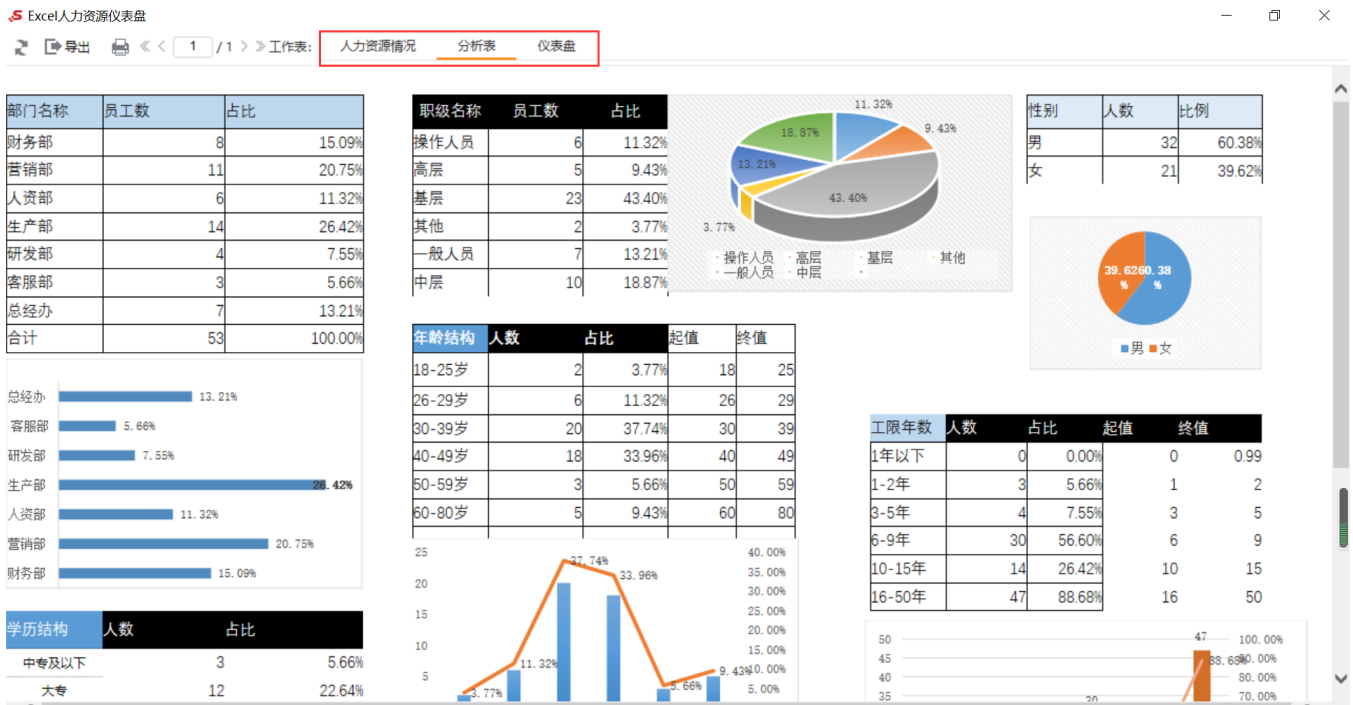 Excel人力资源仪表盘
导出 1 / 1 工作表: 人力资源情况 分析表 仪表盘
部门名称 员工数 占比
财务部 8 15.09%
营销部 11 20.75%
人资部 6 11.32%
生产部 14 26.42%
研发部 4 7.55%
客服部 3 5.66%
总经办 7 13.21%
合计 53 100.00%
总经办 13.21%
客服部 5.66%
研发部 7.55%
生产部 26.42%
人资部 11.32%
营销部 20.75%
财务部 15.09%
学历结构 人数 占比
中专及以下 3 5.66%
大专 12 22.64%
职级名称 员工数 占比
操作人员 6 11.32%
高层 5 9.43%
基层 23 43.40%
其他 2 3.77%
一般人员 7 13.21%
中层 10 18.87%
11.32%
18.87% 9.43%
13.21%
43.40%
3.77%
操作人员 高层 基层 其他
一般人员 中层
年龄结构 人数 占比 起值 终值
18-25岁 2 3.77% 18 25
26-29岁 6 11.32% 26 29
30-39岁 20 37.74% 30 39
40-49岁 18 33.96% 40 49
50-59岁 3 5.66% 50 59
60-80岁 5 9.43% 60 80
25 40.00%
37.74%
35.00%
33.96%
20 30.00%
25.00%
15 20.00%
10 15.00%
11.32% 9.43% 10.00%
5 5.66% 5.00%
3.77%
性别 人数 比例
男 32 60.38%
女 21 39.62%
39.62% 60.38%
男 女
工限年数 人数 占比 起值 终值
1年以下 0 0.00% 0 0.99
1-2年 3 5.66% 1 2
3-5年 4 7.55% 3 5
6-9年 30 56.60% 6 9
10-15年 14 26.42% 10 15
16-50年 47 88.68% 16 50
50 47 100.00%
45 88.68% 90.00%
40 80.00%
35 70.00%
30